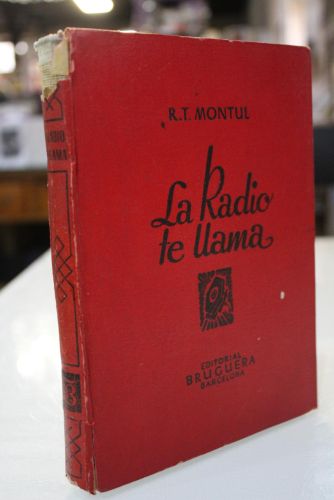 R.T. MONTUL
La Radio
te llama
EDITORIAL
BRUGUERA
BARCELONA